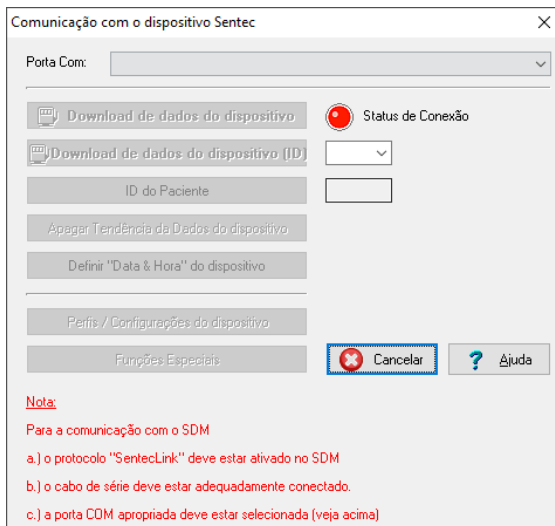 Comunicação com o dispositivo Sentec
Porta Com:
Download de dados do dispositivo
Status de Conexão
Download de dados do dispositivo (ID)
ID do Paciente
Apagar Tendência da Dados do dispositivo
Definir "Data & Hora" do dispositivo
Perfis / Configurações do dispositivo
Funções Especiais
Cancelar
? Ajuda
Nota:
Para a comunicação com o SDM
a.) o protocolo "SentecLink" deve estar ativado no SDM
b.) o cabo de série deve estar adequadamente conectado.
c.) a porta COM apropriada deve estar selecionada (veja acima)